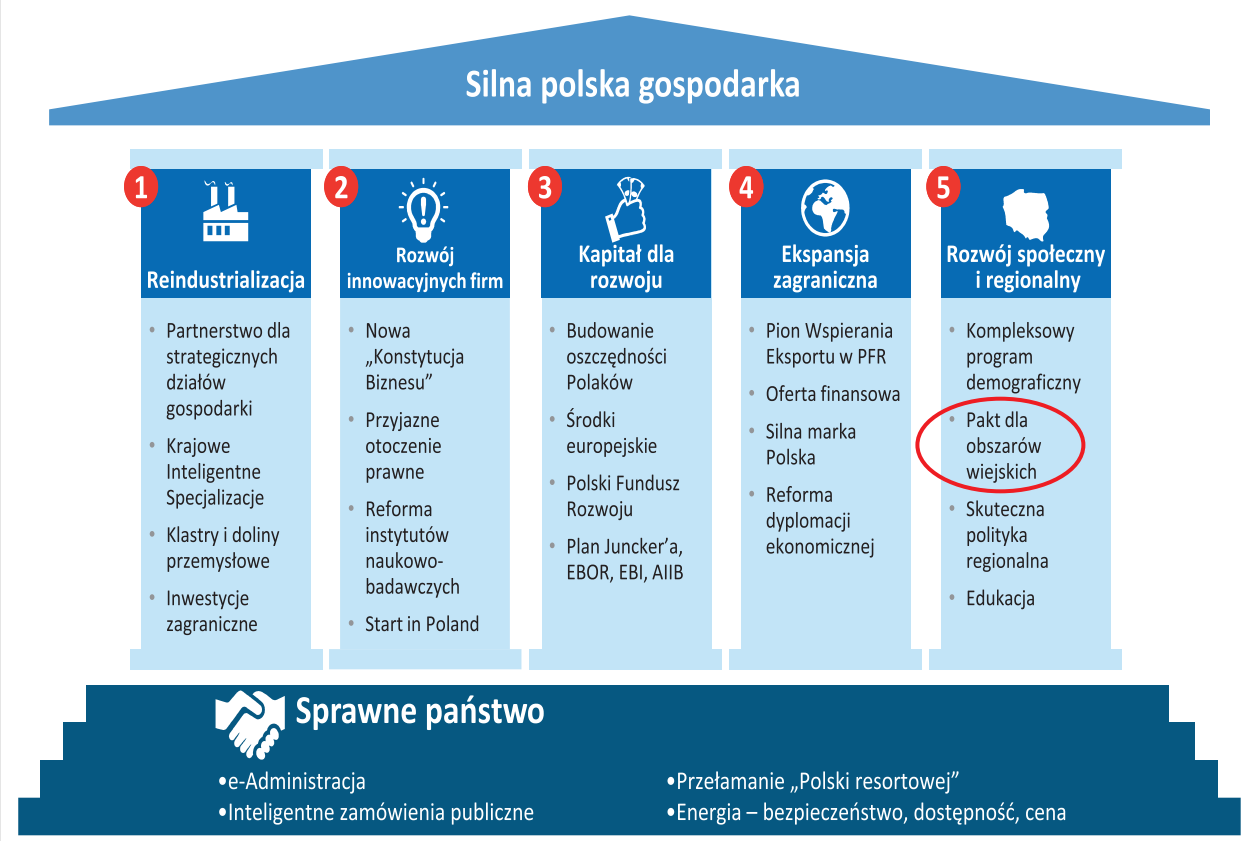 Silna polska gospodarka
1
Reindustrializacja
• Partnerstwo dla
strategicznych
działów
gospodarki
• Krajowe
Inteligentne
Specjalizacje
• Klastry i doliny
przemysłowe
• Inwestycje
zagraniczne
2
Rozwój
innowacyjnych firm
• Nowa
„Konstytucja
Biznesu”
• Przyjazne
otoczenie
prawne
• Reforma
instytutów
naukowo-
badawczych
• Start in Poland
3
Kapitał dla
rozwoju
• Budowanie
oszczędności
Polaków
• Środki
europejskie
• Polski Fundusz
Rozwoju
• Plan Juncker’a,
EBOR, EBI, AIIB
4
Ekspansja
zagraniczna
• Pion Wspierania
Eksportu w PFR
• Oferta finansowa
• Silna marka
Polska
• Reforma
dyplomacji
ekonomicznej
5
Rozwój społeczny
i regionalny
• Kompleksowy
program
demograficzny
• Pakt dla
obszarów
wiejskich
• Skuteczna
polityka
regionalna
• Edukacja
Sprawne państwo
•e-Administracja
•Inteligentne zamówienia publiczne
•Przełamanie „Polski resortowej”
•Energia – bezpieczeństwo, dostępność, cena